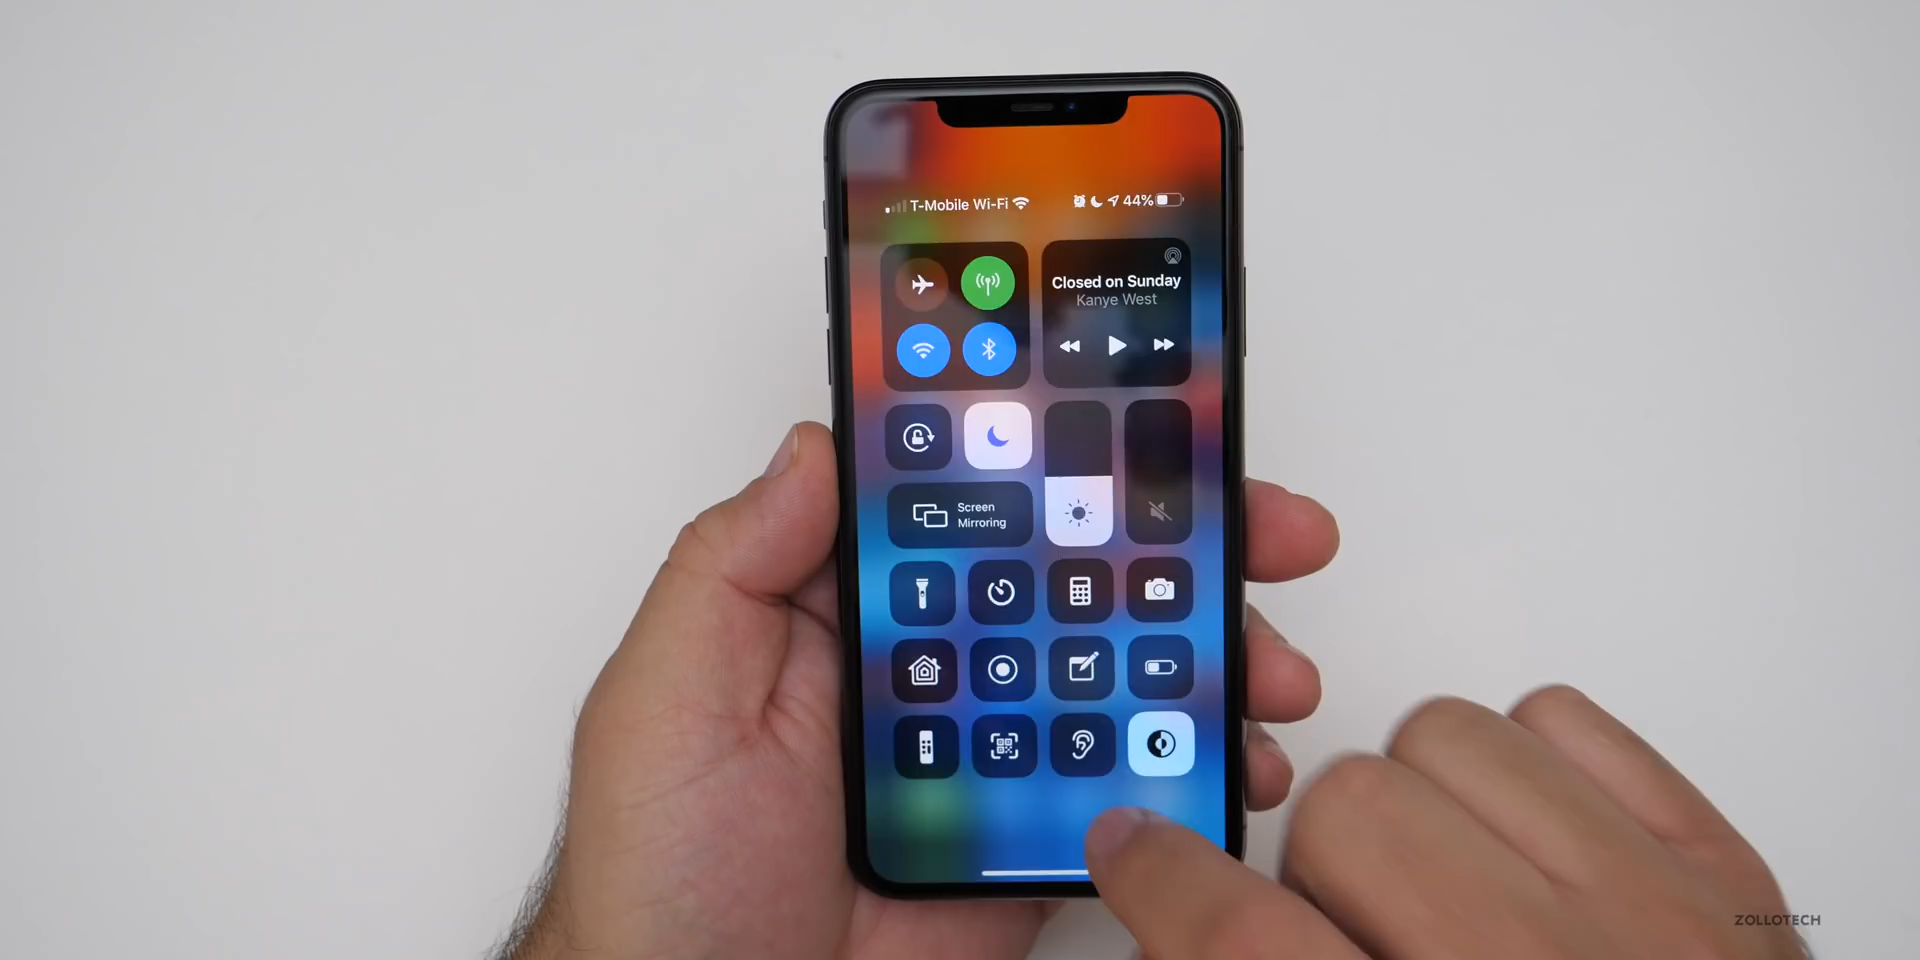 T-Mobile Wi-Fi
44%
Closed on Sunday
Kanye West
Screen
Mirroring
ZOLLOTECH